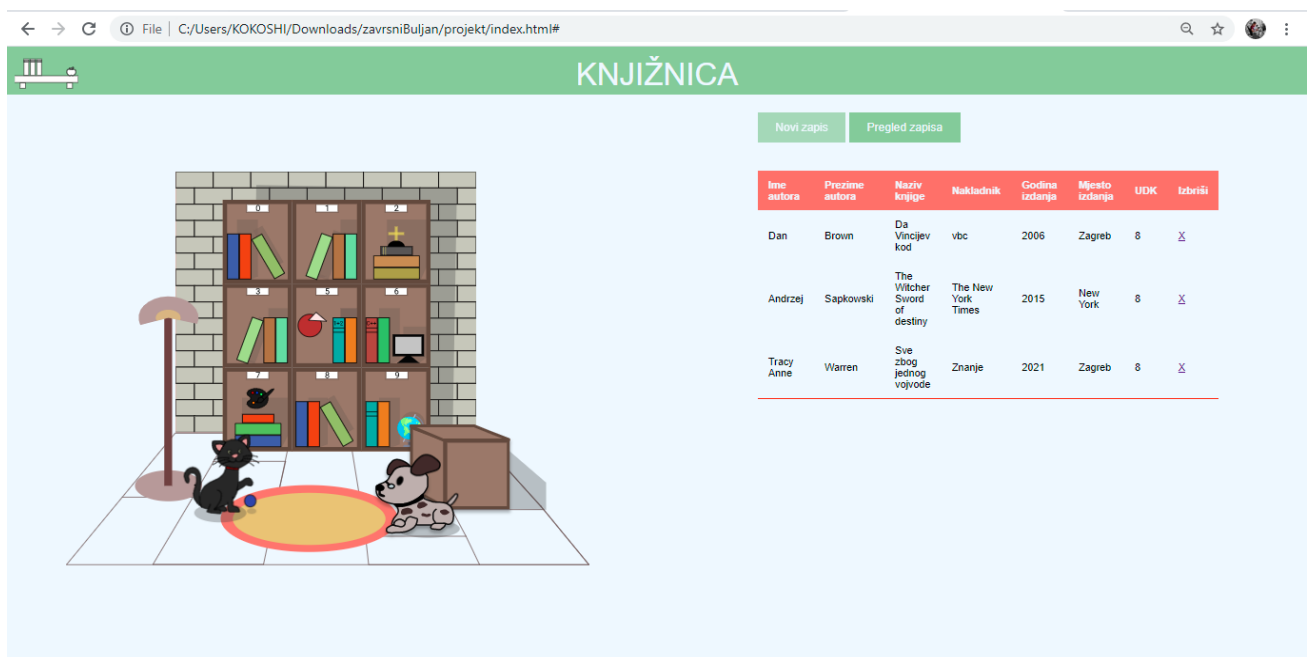 File | C:/Users/KOKOSHI/Downloads/zavrsniBuljan/projekt/index.html#
KNJIŽNICA
Novi zapis
Pregled zapisa
Ime autora Prezime autora Naziv knjige Nakladnik Godina izdanja Mjesto izdanja UDK Izbriši
Dan Brown Da Vincijev kod vbc 2006 Zagreb 8 X
Andrzej Sapkowski The Witcher Sword of destiny The New York Times 2015 New York 8 X
Tracy Anne Warren Sve zbog jednog vojvode Znanje 2021 Zagreb 8 X
0 1 2
3 5 6
C++
7 8 9